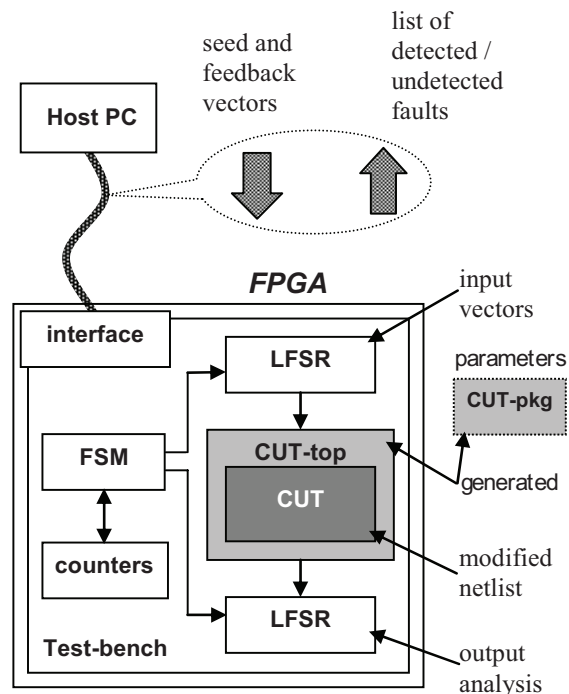 seed and
feedback
vectors
list of
detected /
undetected
faults
Host PC
FPGA
input
vectors
interface
LFSR
parameters
CUT-pkg
FSM
CUT-top
CUT
generated
counters
modified
netlist
LFSR
Test-bench
output
analysis